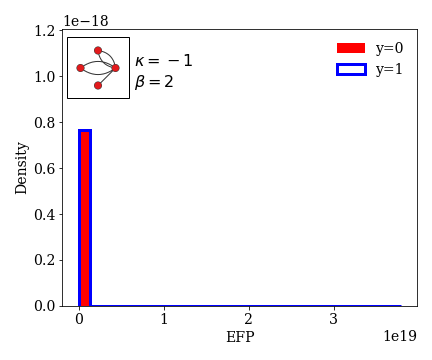 1e−18
κ = −1
β = 2
y=0
y=1
1.2
1.0
0.8
0.6
0.4
0.2
0.0
Density
0
1
2
3
EFP
1e19